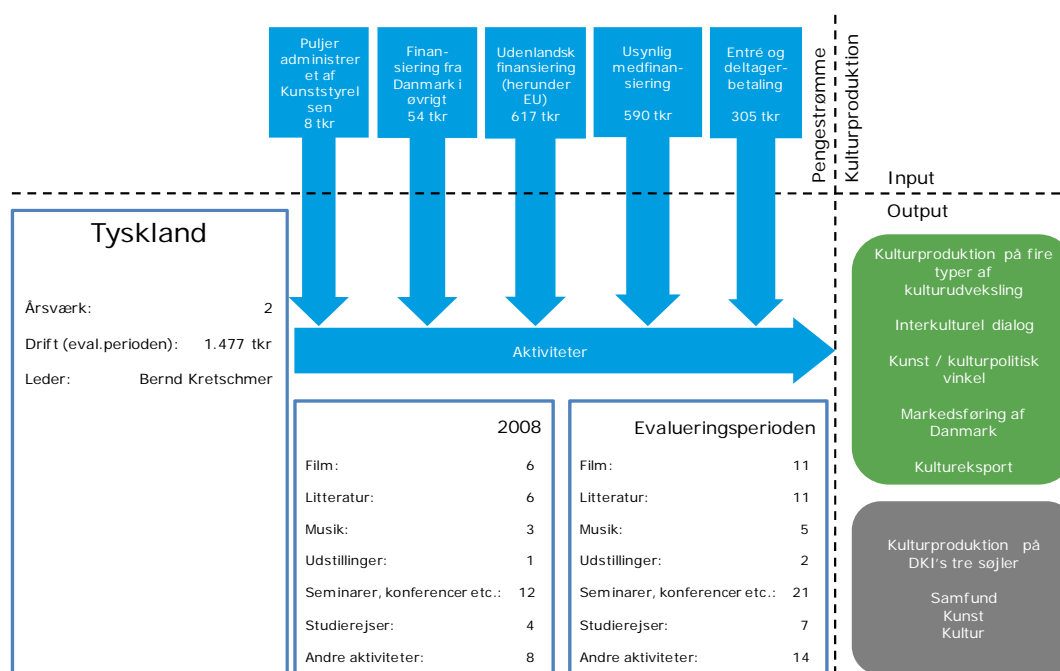 Puljer
administrer
et af
Kunststyrel
sen
8 tkr
Finan-
siering fra
Danmark i
øvrigt
54 tkr
Udenlandsk
finansiering
(herunder
EU)
617 tkr
Usynlig
medfinan-
siering
590 tkr
Entré og
deltager-
betaling
305 tkr
Pengestrømme
Kulturproduktion
Input
Output
Tyskland
Årsværk: 2
Drift (eval.perioden): 1.477 tkr
Leder: Bernd Kretschmer
Aktiviteter
2008
Film: 6
Litteratur: 6
Musik: 3
Udstillinger: 1
Seminarer, konferencer etc.: 12
Studierejser: 4
Andre aktiviteter: 8
Evalueringsperioden
Film: 11
Litteratur: 11
Musik: 5
Udstillinger: 2
Seminarer, konferencer etc.: 21
Studierejser: 7
Andre aktiviteter: 14
Kulturproduktion på fire
typer af
kulturudveksling
Interkulturel dialog
Kunst / kulturpolitisk
vinkel
Markedsføring af
Danmark
Kultureksport
Kulturproduktion på
DKI's tre søjler
Samfund
Kunst
Kultur